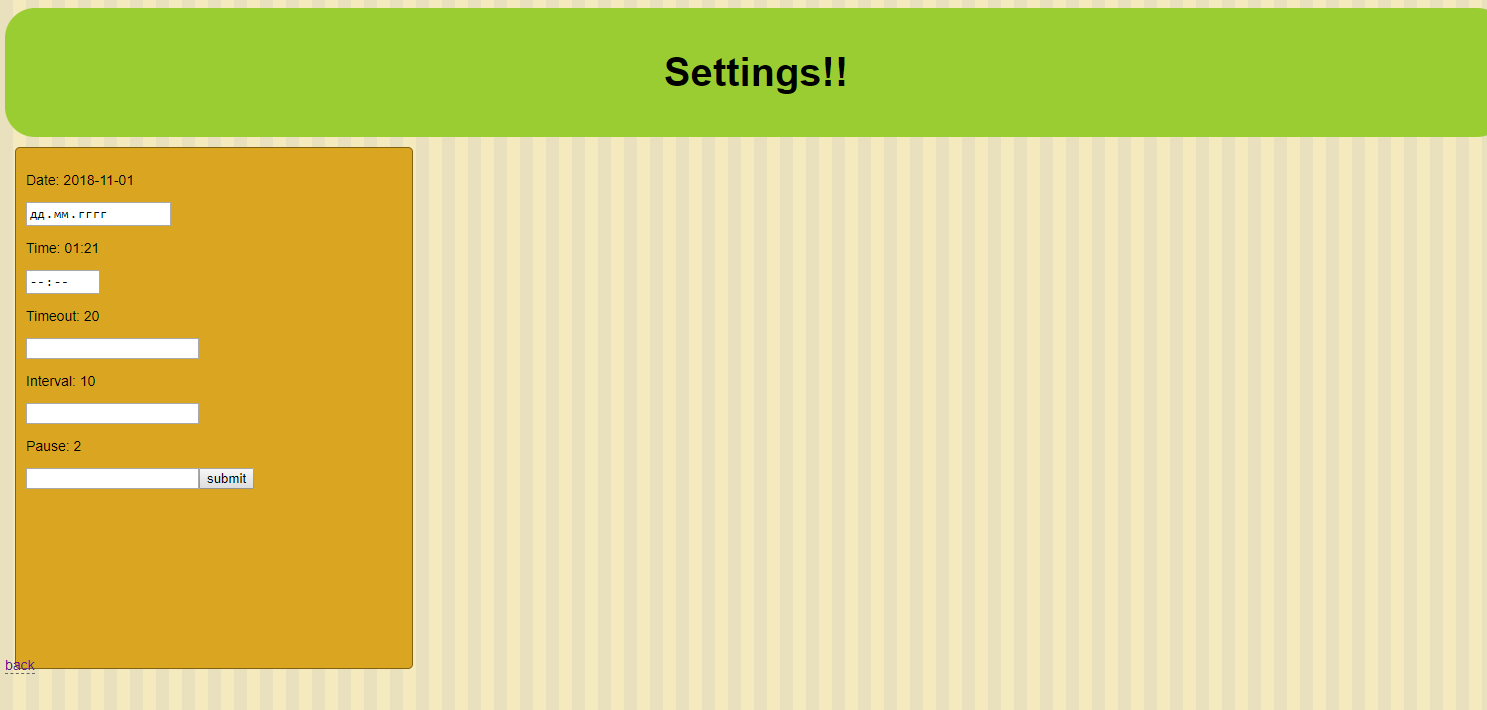 Settings!!
Date: 2018-11-01
дд.мм.гггг
Time: 01:21
--:--
Timeout: 20
Interval: 10
Pause: 2
submit
back